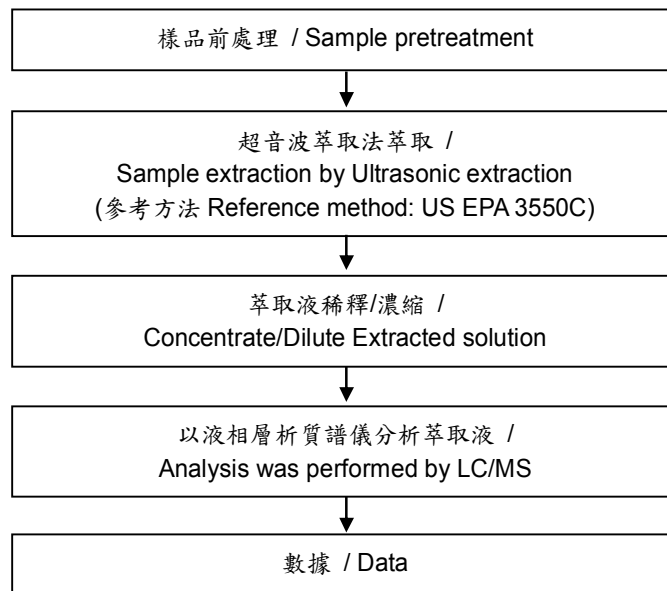 樣品前處理 / Sample pretreatment
超音波萃取法萃取 /
Sample extraction by Ultrasonic extraction
(參考方法 Reference method: US EPA 3550C)
萃取液稀釋/濃縮 /
Concentrate/Dilute Extracted solution
以液相層析質譜儀分析萃取液 /
Analysis was performed by LC/MS
數據 / Data